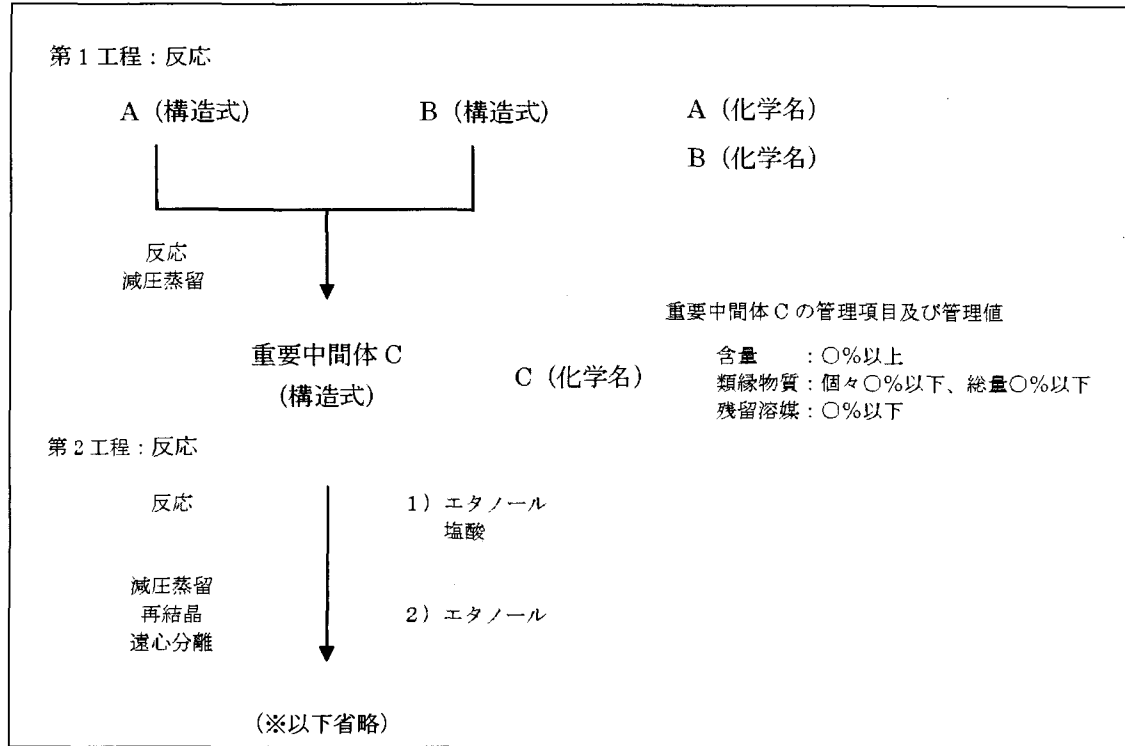 第1工程：反応
A（構造式）
B（構造式）
A（化学名）
B（化学名）
反応
減圧蒸留
重要中間体Cの管理項目及び管理値
重要中間体C
(構造式)
C（化学名）
含量　　：○%以上
類縁物質：個々○%以下、総量○%以下
残留溶媒：○%以下
第2工程：反応
反応
1）エタノール
塩酸
減圧蒸留
再結晶
遠心分離
2）エタノール
(※以下省略)